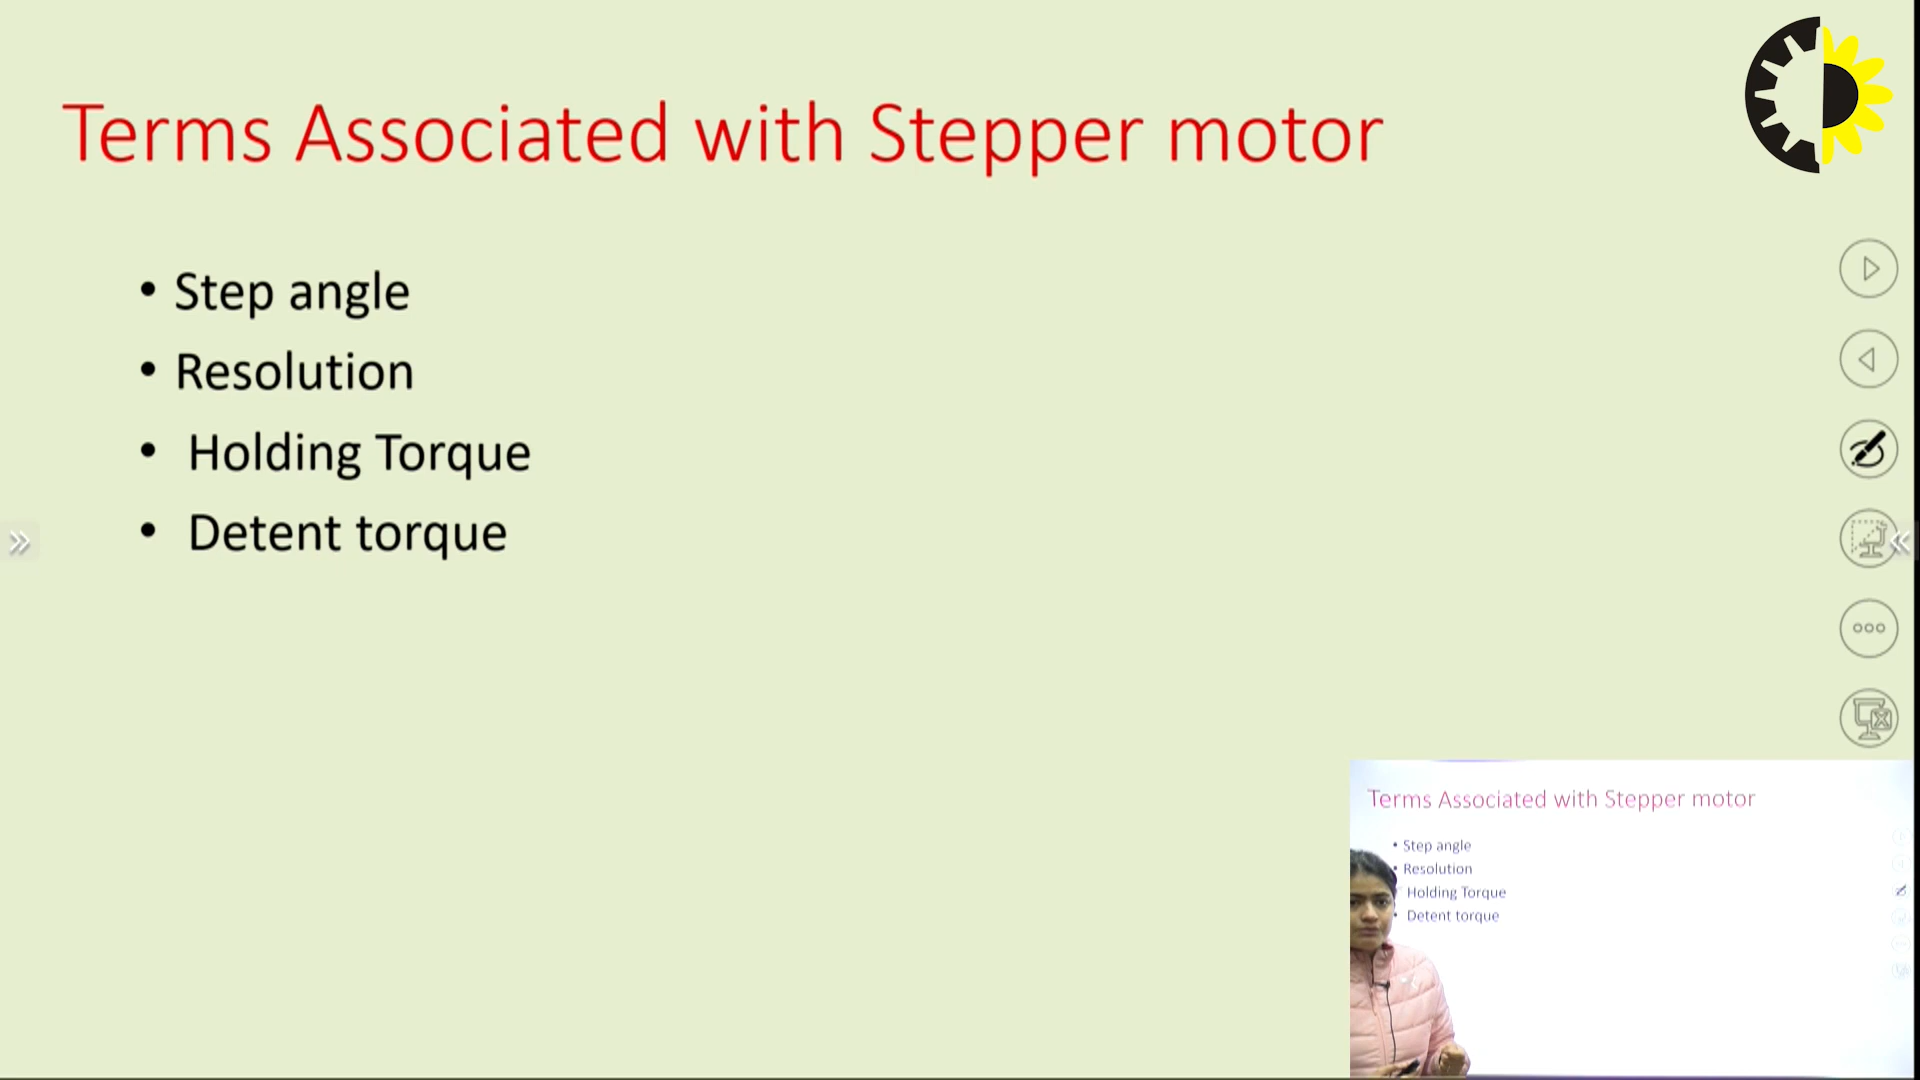 Terms Associated with Stepper motor
• Step angle
• Resolution
• Holding Torque
• Detent torque
Terms Associated with Stepper motor
• Step angle
• Resolution
Holding Torque
• Detent torque